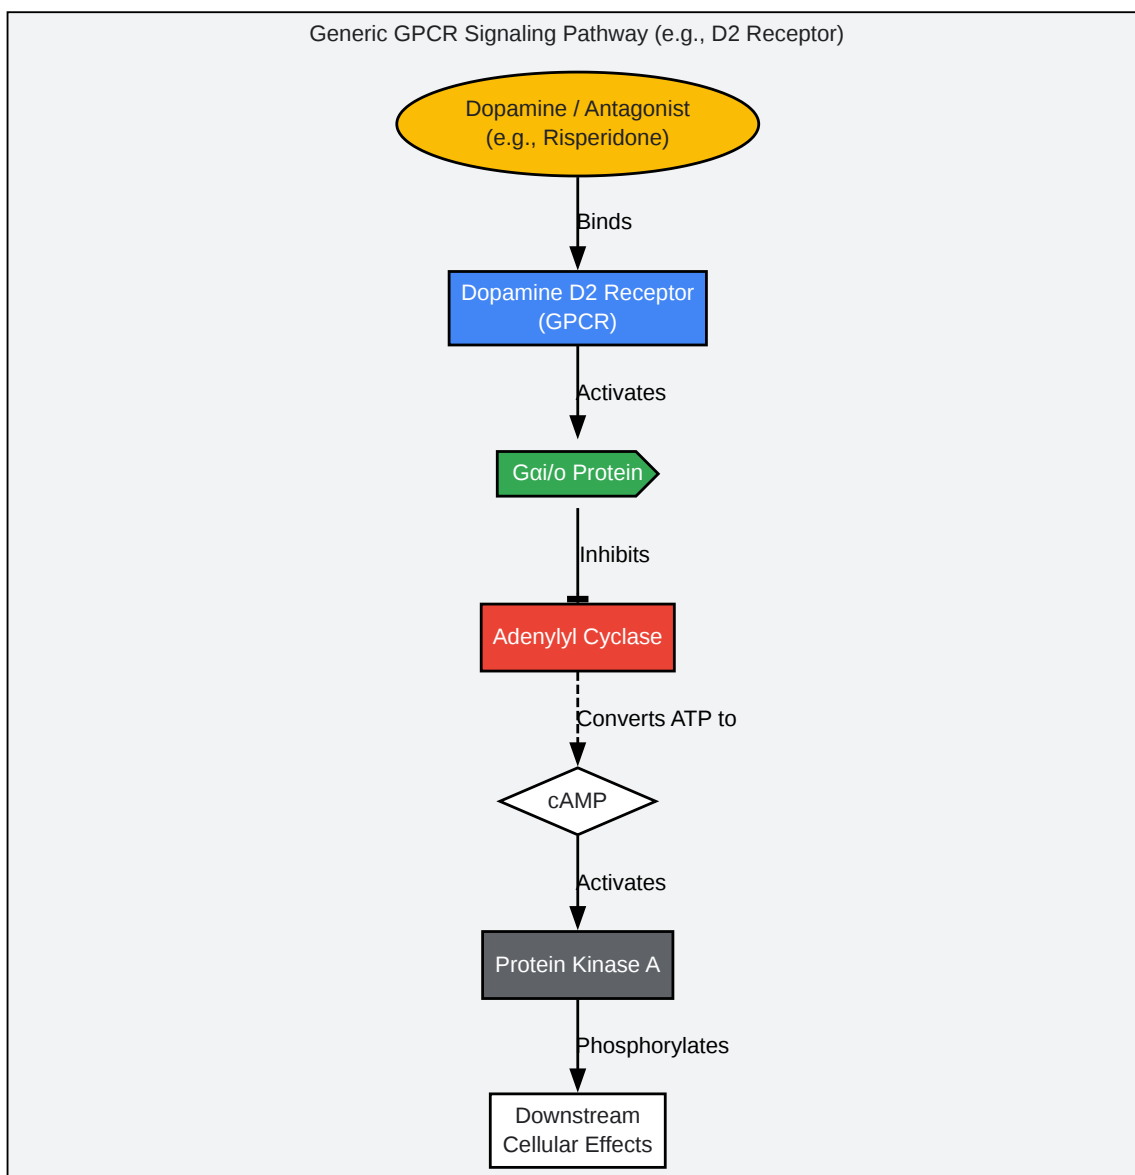 Generic GPCR Signaling Pathway (e.g., D2 Receptor)
Dopamine / Antagonist
(e.g., Risperidone)
Binds
Dopamine D2 Receptor
(GPCR)
Activates
Gαi/o Protein
Inhibits
Adenylyl Cyclase
Converts ATP to
cAMP
Activates
Protein Kinase A
Phosphorylates
Downstream
Cellular Effects